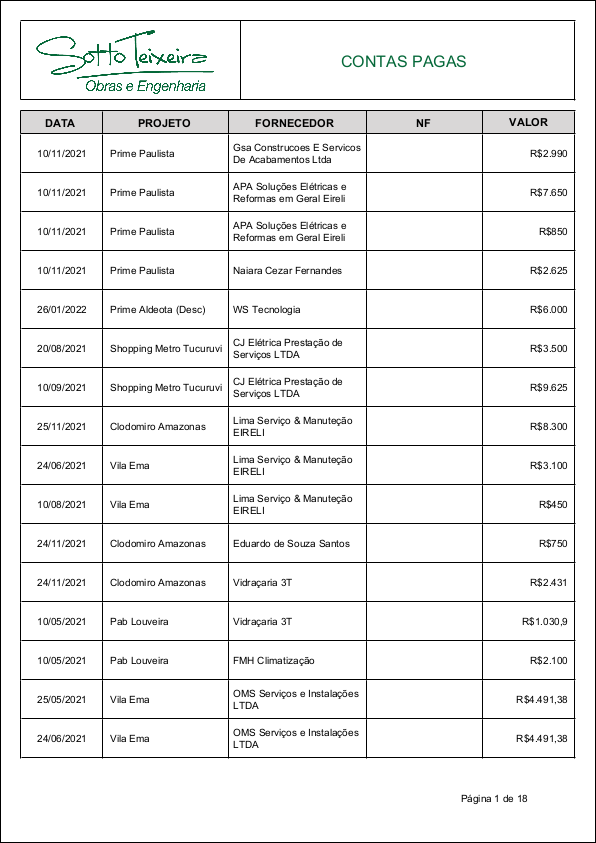 Sotto Teixeira
Obras e Engenharia
CONTAS PAGAS
DATA PROJETO FORNECEDOR NF VALOR
10/11/2021 Prime Paulista Gsa Construcoes E Servicos R$2.990
De Acabamentos Ltda
10/11/2021 Prime Paulista APA Soluções Elétricas e R$7.650
Reformas em Geral Eireli
10/11/2021 Prime Paulista APA Soluções Elétricas e R$850
Reformas em Geral Eireli
10/11/2021 Prime Paulista Naiara Cezar Fernandes R$2.625
26/01/2022 Prime Aldeota (Desc) WS Tecnologia R$6.000
20/08/2021 Shopping Metro Tucuruvi CJ Elétrica Prestação de R$3.500
Serviços LTDA
10/09/2021 Shopping Metro Tucuruvi CJ Elétrica Prestação de R$9.625
Serviços LTDA
25/11/2021 Clodomiro Amazonas Lima Serviço & Manuteção R$8.300
EIRELI
24/06/2021 Vila Ema Lima Serviço & Manuteção R$3.100
EIRELI
10/08/2021 Vila Ema Lima Serviço & Manuteção R$450
EIRELI
24/11/2021 Clodomiro Amazonas Eduardo de Souza Santos R$750
24/11/2021 Clodomiro Amazonas Vidraçaria 3T R$2.431
10/05/2021 Pab Louveira Vidraçaria 3T R$1.030,9
10/05/2021 Pab Louveira FMH Climatização R$2.100
25/05/2021 Vila Ema OMS Serviços e Instalações R$4.491,38
LTDA
24/06/2021 Vila Ema OMS Serviços e Instalações R$4.491,38
LTDA
Página 1 de 18